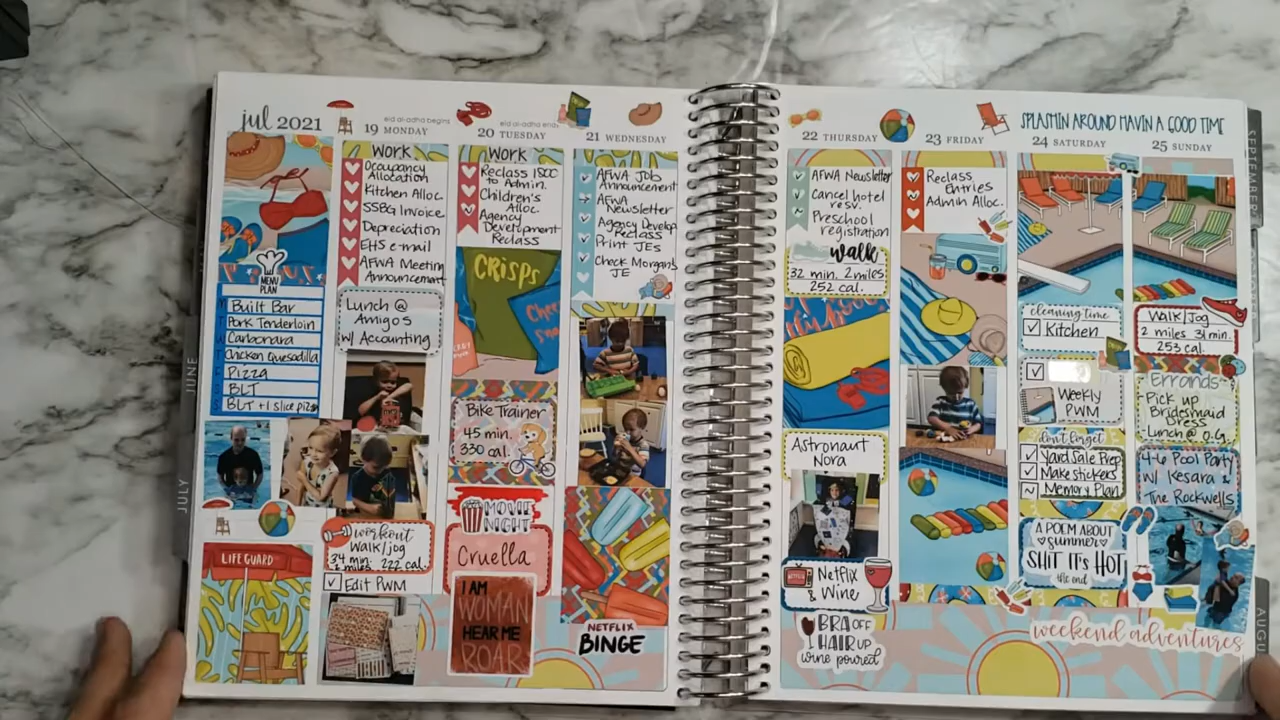 jul 2021
eid al-adha begins
19 MONDAY
eid al-adha ends
20 TUESDAY
21 WEDNESDAY
MENU
PLAN
Built Bar
Pork Tenderloin
Carbonara
Chicken Quesadilla
Pizza
BLT
BLT + 1 slice pizza
LIFEGUARD
WORK
Occupancy
Allocation
Kitchen Alloc.
SSBG Invoice
Depreciation
EHS e-mail
AFWA Meeting
Announcement
Lunch @
Amigos
w/ Accounting
workout
Walk/jog
222 cal.
Edit PWM
WORK
Reclass ISCC
to Admin.
Children's
Alloc.
Agency
Development
Reclass
CRISPS
Bike Trainer
45 min.
330 cal.
MOVIE
NIGHT
Cruella
I AM
WOMAN
HEAR ME
ROAR
AFWA Job
Announcement
AFWA
Newsletter
Agency Develop
Reclass
Print JEs
Check Morgan's
JE
NETFLIX
BINGE
22 THURSDAY
23 FRIDAY
SPLASHIN AROUND HAVIN A GOOD TIME
24 SATURDAY
25 SUNDAY
AFWA Newsletter
Cancel hotel
resv.
Preschool
registration
walk
32 min. 2 miles
252 cal.
Astronaut
Nora
NETFLIX
Netflix
& Wine
BRA OFF
HAIR UP
wine poured
Reclass
Entries
Admin Alloc.
cleaning time
Kitchen
Weekly
PWM
don't forget
Yard Sale Prep
Make stickers
Memory Plan
A POEM ABOUT
summer
SHIT IT'S HOT
the end
Walk/Jog
2 miles 31 min.
253 cal.
Errands
Pick up
Bridesmaid
Dress
Lunch @ O.G.
4-6 Pool Party
w/ Kesara &
The Rockwells
weekend adventures
JUNE
JULY
SEPTEMBER
AUGU